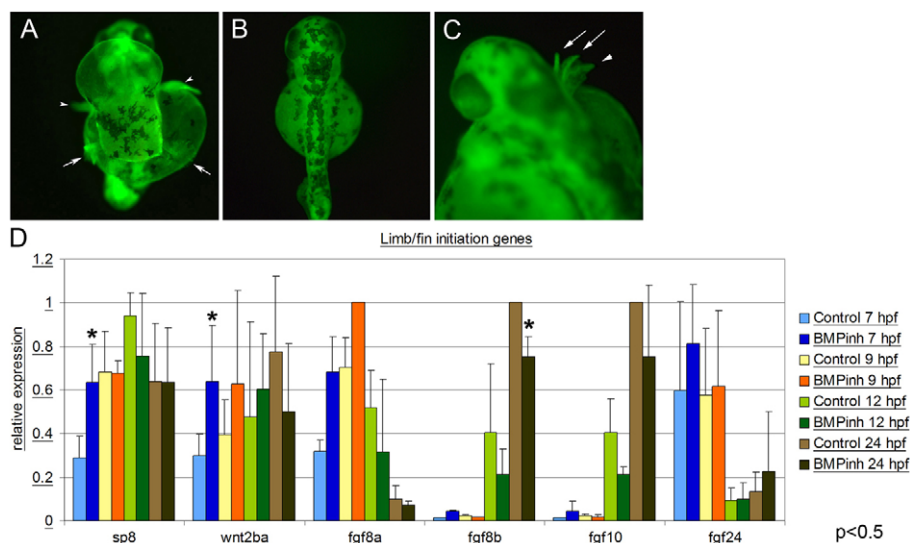 A
B
C
D
Limb/fin initiation genes
relative expression
1.2
1
0.8
0.6
0.4
0.2
0
*
*
*
sp8 wnt2ba fgf8a fgf8b fgf10 fgf24
Control 7 hpf
BMPinh 7 hpf
Control 9 hpf
BMPinh 9 hpf
Control 12 hpf
BMPinh 12 hpf
Control 24 hpf
BMPinh 24 hpf
p<0.5